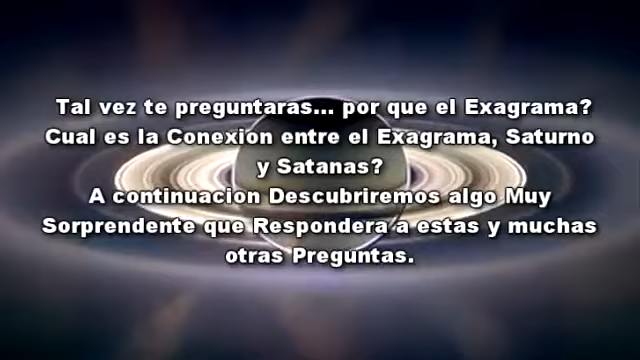 Tal vez te preguntaras... por que el Exagrama?
Cual es la Conexion entre el Exagrama, Saturno
y Satanas?
A continuacion Descubriremos algo Muy
Sorprendente que Respondera a estas y muchas
otras Preguntas.